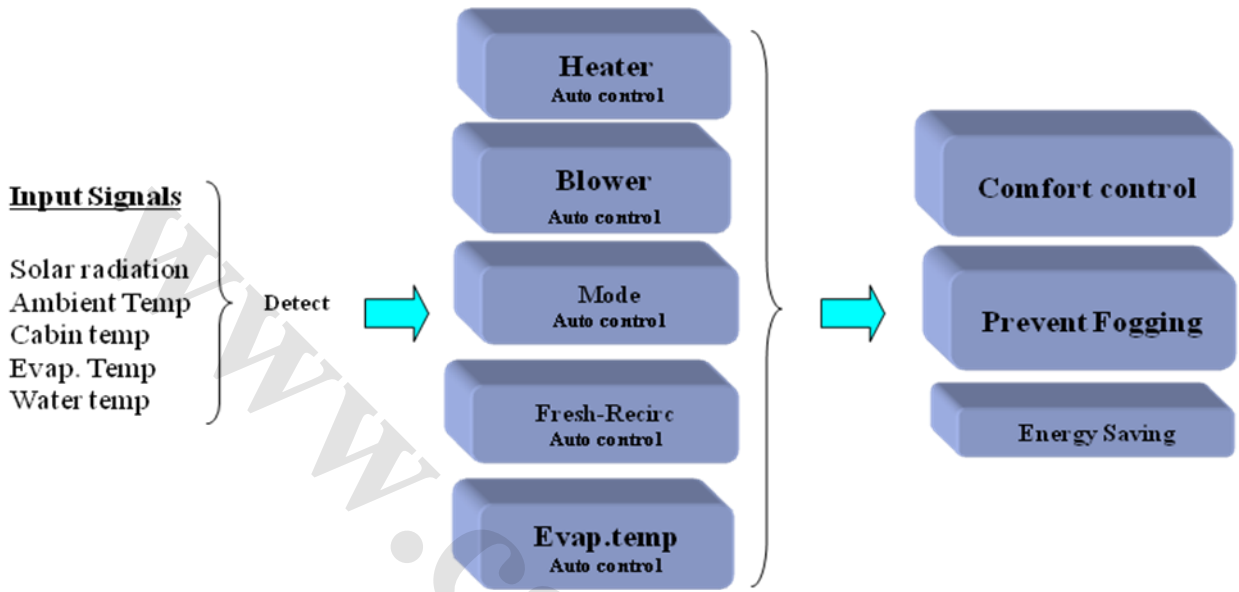 Input Signals
Solar radiation
Ambient Temp
Cabin temp
Evap. Temp
Water temp
Detect
Heater
Auto control
Blower
Auto control
Mode
Auto control
Fresh-Recirc
Auto control
Evap.temp
Auto control
Comfort control
Prevent Fogging
Energy Saving
www.c